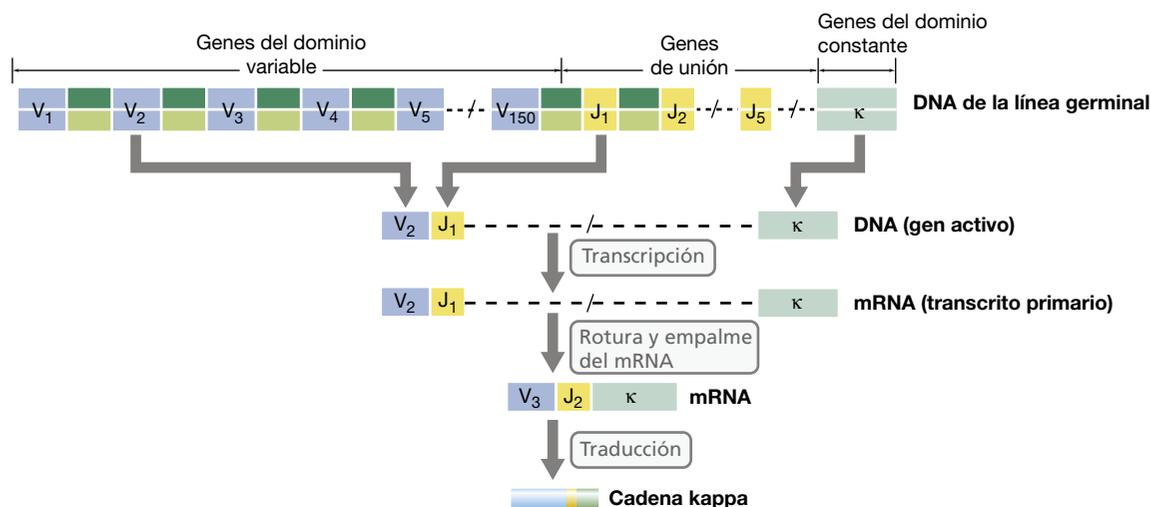 Genes del dominio
variable
Genes
de unión
Genes del dominio
constante
V1 V2 V3 V4 V5 V150 J1 J2 J5 κ
DNA de la línea germinal
V2 J1 κ
DNA (gen activo)
Transcripción
V2 J1 κ
mRNA (transcrito primario)
Rotura y empalme
del mRNA
V3 J2 κ
mRNA
Traducción
Cadena kappa